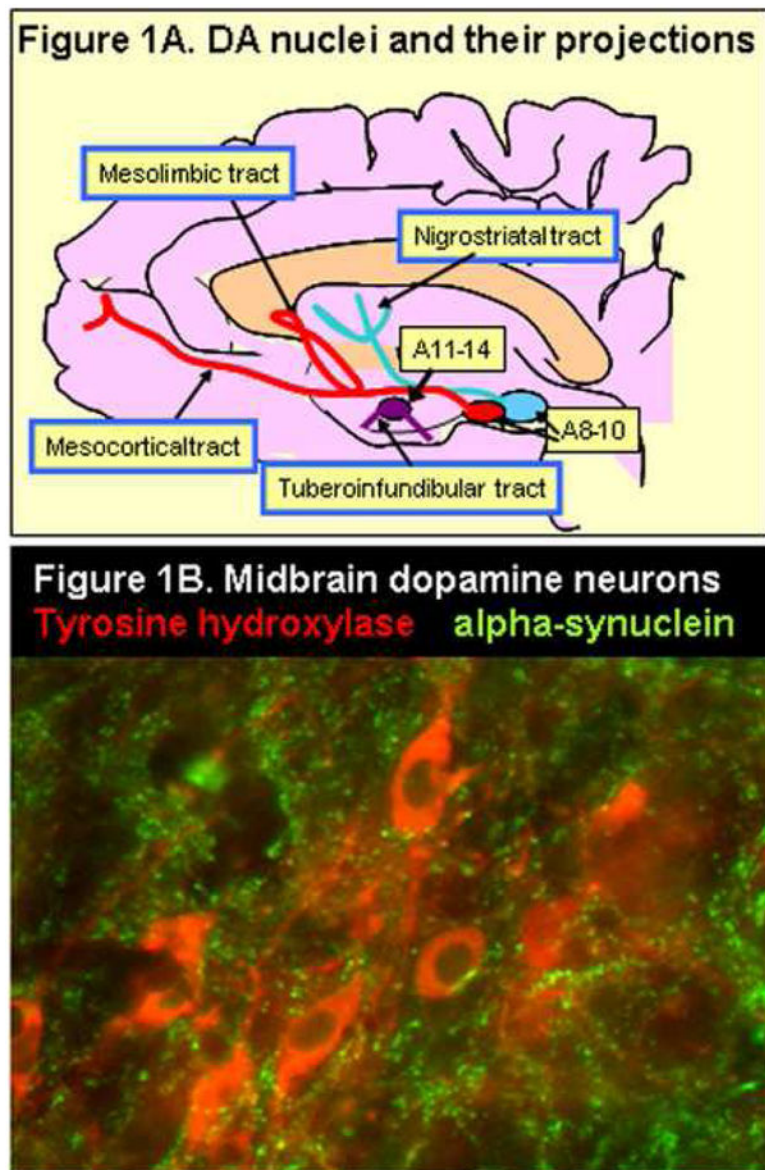 Figure 1A. DA nuclei and their projections
Mesolimbic tract
Nigrostriatal tract
A11-14
A8-10
Mesocortical tract
Tuberoinfundibular tract
Figure 1B. Midbrain dopamine neurons
Tyrosine hydroxylase alpha-synuclein